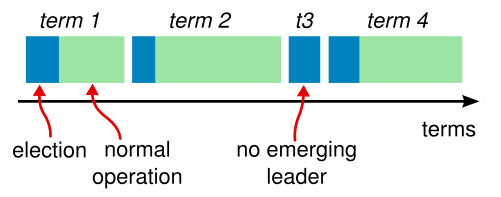 term 1
term 2
t3
term 4
terms
election
normal
operation
no emerging
leader